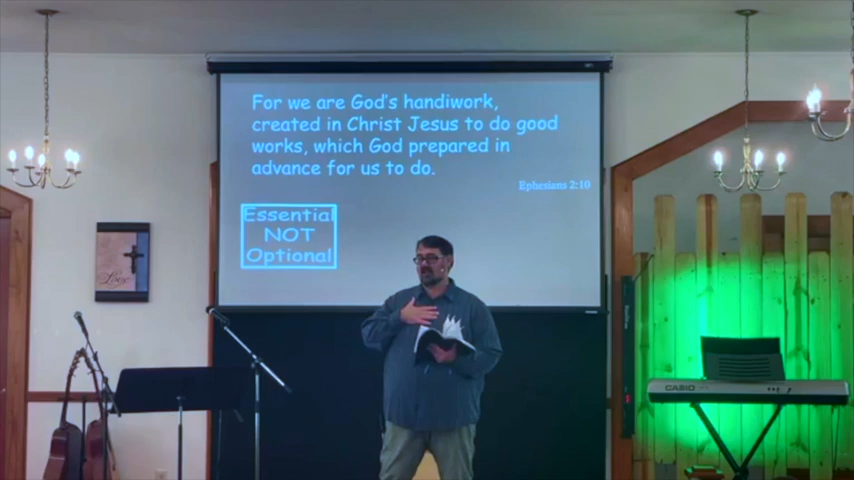 For we are God's handiwork,
created in Christ Jesus to do good
works, which God prepared in
advance for us to do.
Ephesians 2:10
Essential
NOT
Optional
CASIO